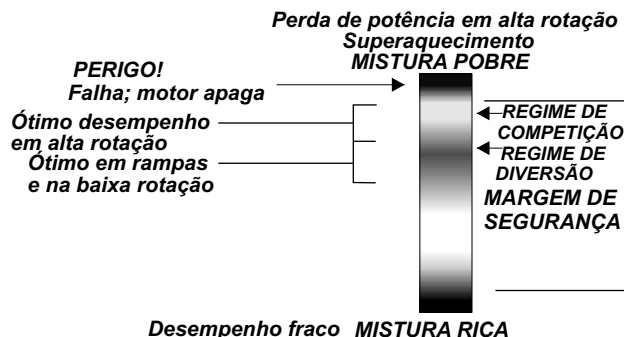 Perda de potência em alta rotação
Superaquecimento
MISTURA POBRE
PERIGO!
Falha; motor apaga
Ótimo desempenho
em alta rotação
Ótimo em rampas
e na baixa rotação
REGIME DE
COMPETIÇÃO
REGIME DE
DIVERSÃO
MARGEM DE
SEGURANÇA
Desempenho fraco MISTURA RICA